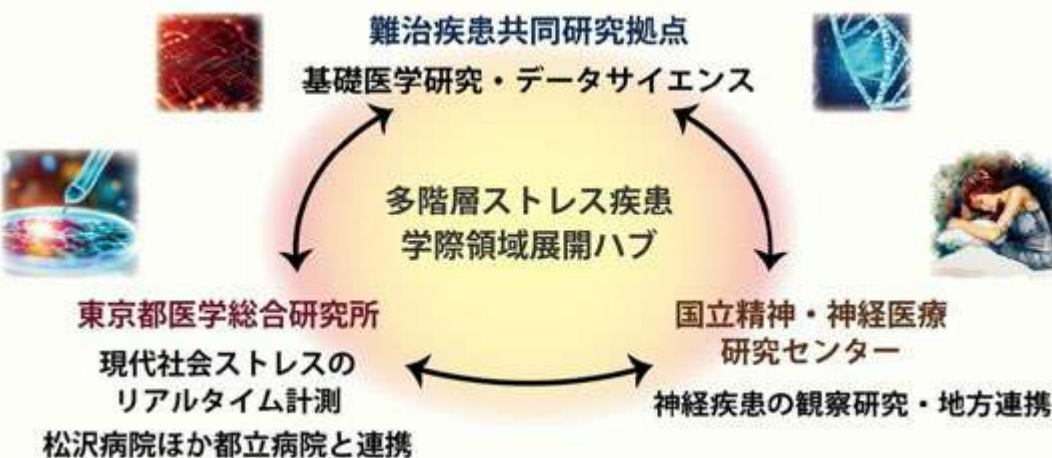 難治疾患共同研究拠点
基礎医学研究・データサイエンス
多階層ストレス疾患
学際領域展開ハブ
東京都医学総合研究所
現代社会ストレスの
リアルタイム計測
松沢病院ほか都立病院と連携
国立精神・神経医療
研究センター
神経疾患の観察研究・地方連携